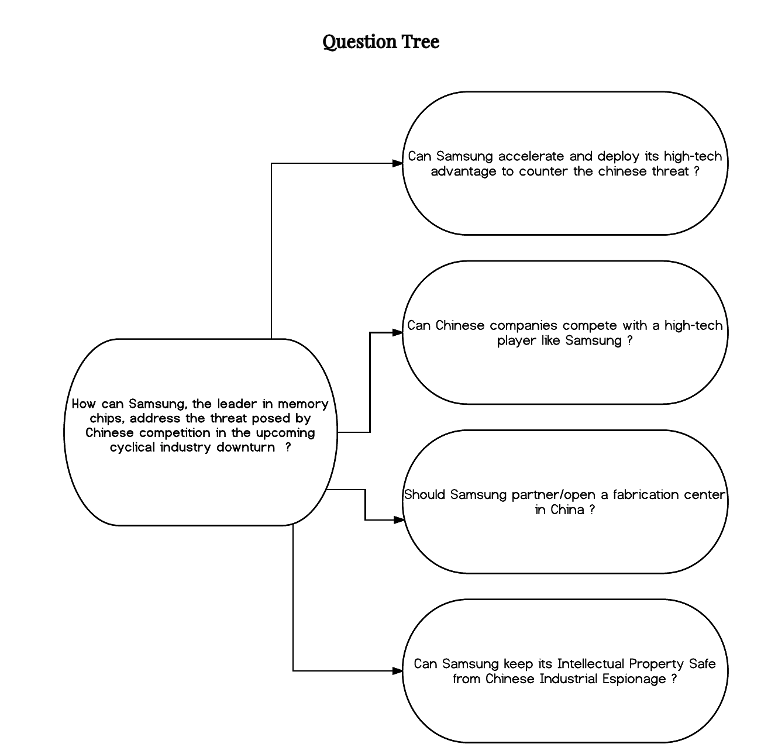 Question Tree
Can Samsung accelerate and deploy its high-tech
advantage to counter the chinese threat ?
Can Chinese companies compete with a high-tech
player like Samsung ?
How can Samsung, the leader in memory
chips, address the threat posed by
Chinese competition in the upcoming
cyclical industry downturn  ?
Should Samsung partner/open a fabrication center
in China ?
Can Samsung keep its Intellectual Property Safe
from Chinese Industrial Espionage ?